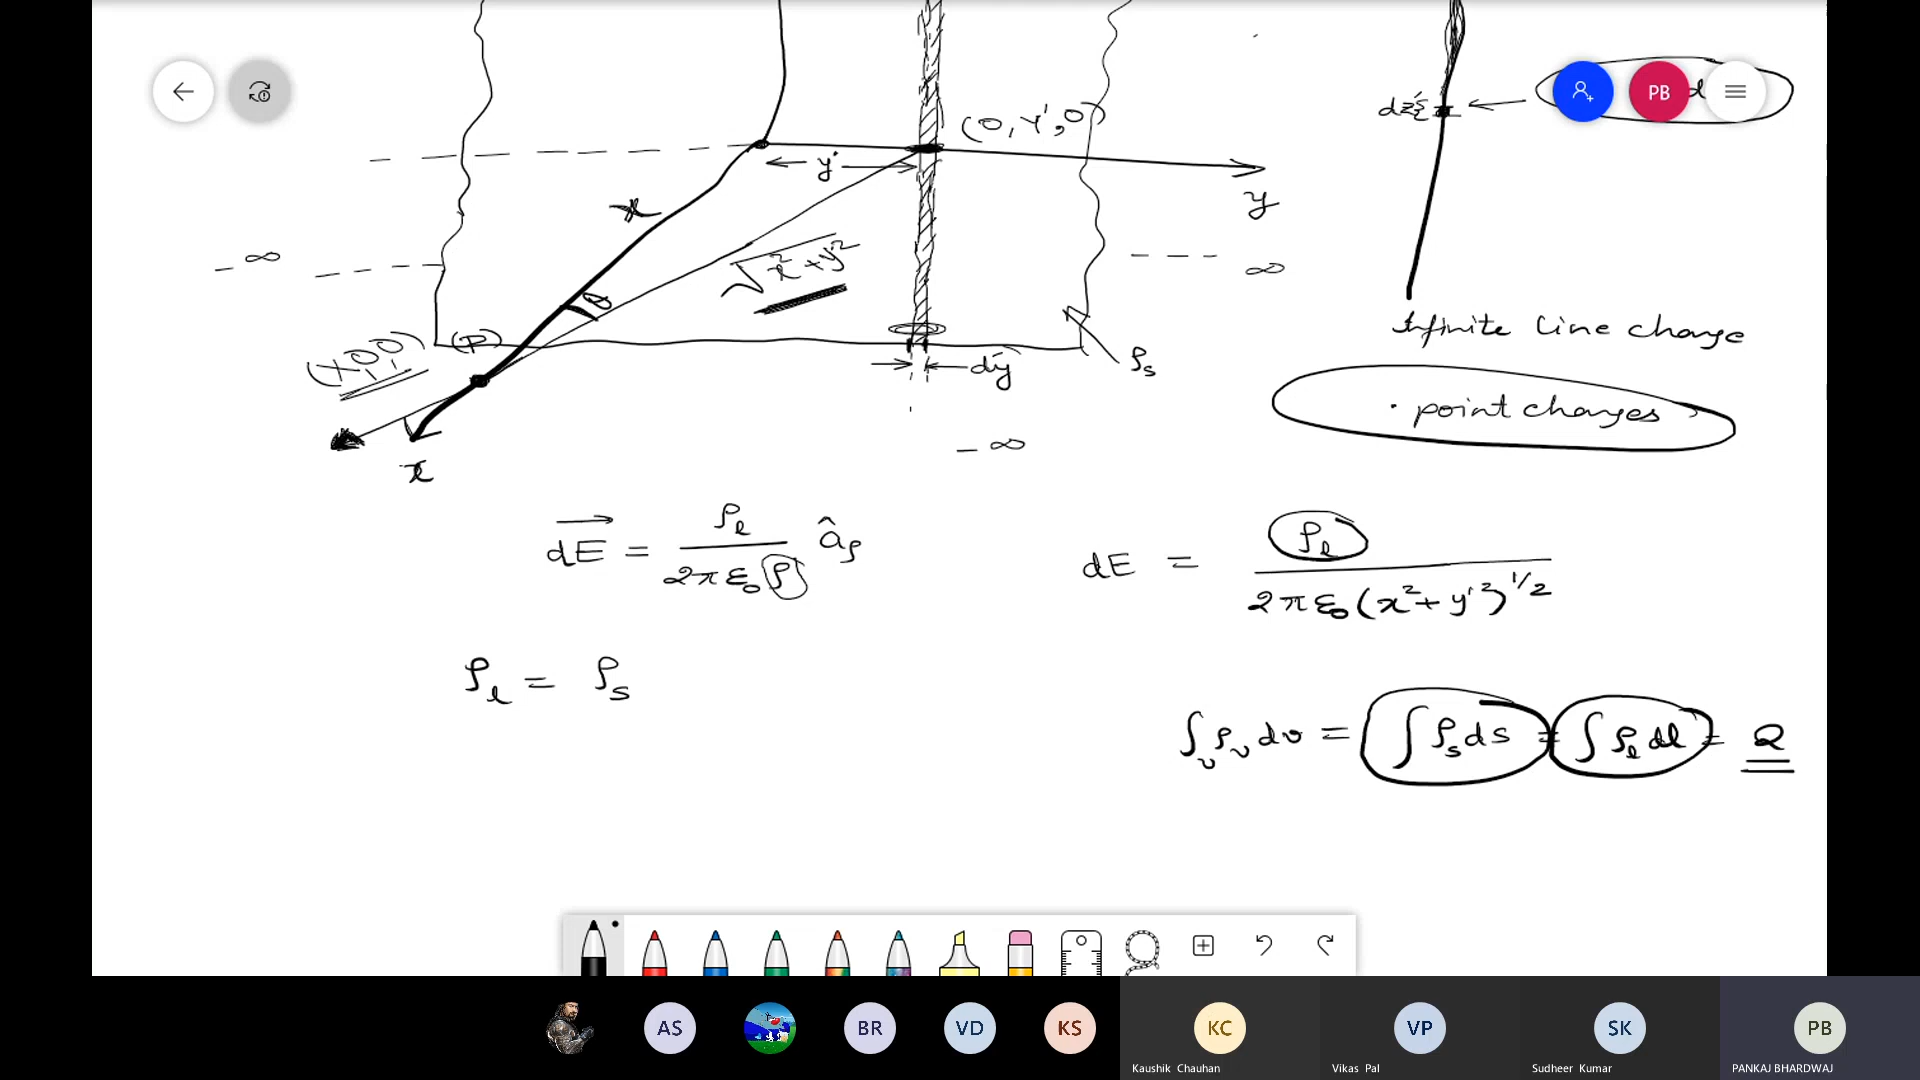 d
PB
dz'
(0, y', 0)
y'
y
x
√x²+y'²
-∞
∞
θ
(x,0,0)
(P)
dy'
ρs
Infinite line charge
· point charges
-∞
x
dE = ρl / 2πε₀ρ âρ
dE = ρl / 2πε₀(x²+y'²)^1/2
ρl = ρs
∫v ρv dv = ∫ρs ds = ∫ρl dl = Q
AS
BR
VD
KS
KC
VP
SK
PB
Kaushik Chauhan
Vikas Pal
Sudheer Kumar
PANKAJ BHARDWAJ